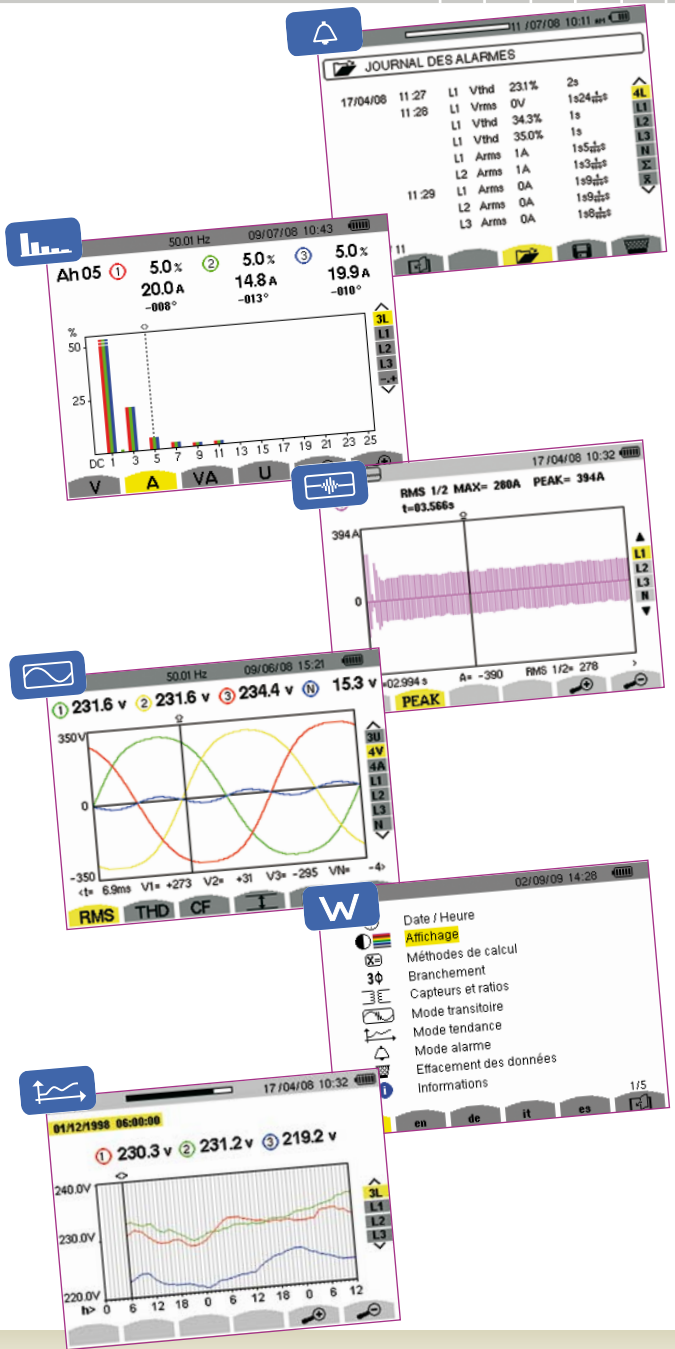 11/07/08 10:11
JOURNAL DES ALARMES
17/04/08 11:27 L1 Vthd 23.1% 2s
11:28 L1 Vrms 0V 1s24
L1 Vthd 34.3% 1s
L1 Vthd 35.0% 1s
L1 Arms 1A 1s5
L2 Arms 1A 1s3
11:29 L1 Arms 0A 1s9
L2 Arms 0A 1s9
L3 Arms 0A 1s8
4L
L1
L2
L3
N
Σ
11
50.01 Hz 09/07/08 10:43
Ah 05 1 5.0% 2 5.0% 3 5.0%
20.0 A 14.8 A 19.9 A
-008° -013° -010°
%
50
25
DC 1 3 5 7 9 11 13 15 17 19 21 23 25
3L
L1
L2
L3
-.+
V A VA U
17/04/08 10:32
RMS 1/2 MAX= 280A PEAK= 394A
t=03.566s
394A
0
L1
L2
L3
N
=02.994 s A= -390 RMS 1/2= 278 >
PEAK
50.01 Hz 09/06/08 15:21
1 231.6 v 2 231.6 v 3 234.4 v N 15.3 v
350V
0
-350
3U
4V
4A
L1
L2
L3
N
<t= 6.9ms V1= +273 V2= +31 V3= -295 VN= -4>
RMS THD CF
W
02/09/09 14:28
Date / Heure
Affichage
X= Méthodes de calcul
3Φ Branchement
Capteurs et ratios
Mode transitoire
Mode tendance
Mode alarme
Effacement des données
i Informations
1/5
en de it es
17/04/08 10:32
01/12/1998 06:00:00
1 230.3 v 2 231.2 v 3 219.2 v
240.0V
230.0V
220.0V
3L
L1
L2
L3
h> 0 6 12 18 0 6 12 18 0 6 12